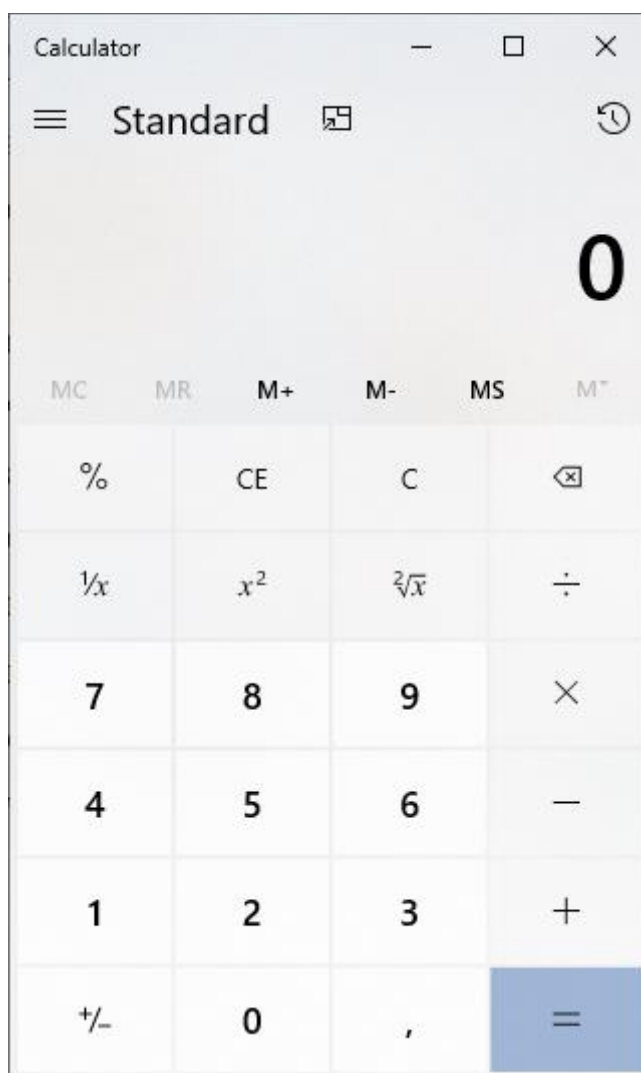 Calculator
Standard
0
MC MR M+ M- MS M˅
% CE C
⅟x x² ²√x ÷
7 8 9 ×
4 5 6 −
1 2 3 +
+/− 0 , =